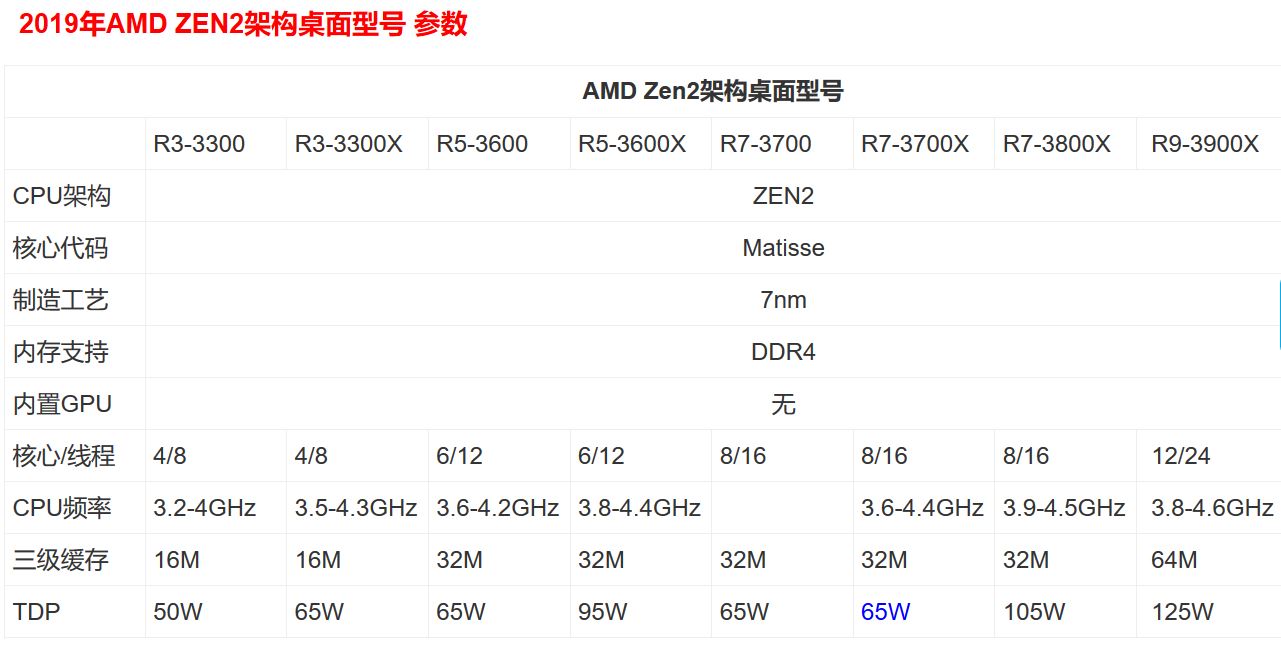 2019年AMD ZEN2架构桌面型号 参数
AMD Zen2架构桌面型号
R3-3300 R3-3300X R5-3600 R5-3600X R7-3700 R7-3700X R7-3800X R9-3900X
CPU架构 ZEN2
核心代码 Matisse
制造工艺 7nm
内存支持 DDR4
内置GPU 无
核心/线程 4/8 4/8 6/12 6/12 8/16 8/16 8/16 12/24
CPU频率 3.2-4GHz 3.5-4.3GHz 3.6-4.2GHz 3.8-4.4GHz 3.6-4.4GHz 3.9-4.5GHz 3.8-4.6GHz
三级缓存 16M 16M 32M 32M 32M 32M 32M 64M
TDP 50W 65W 65W 95W 65W 65W 105W 125W